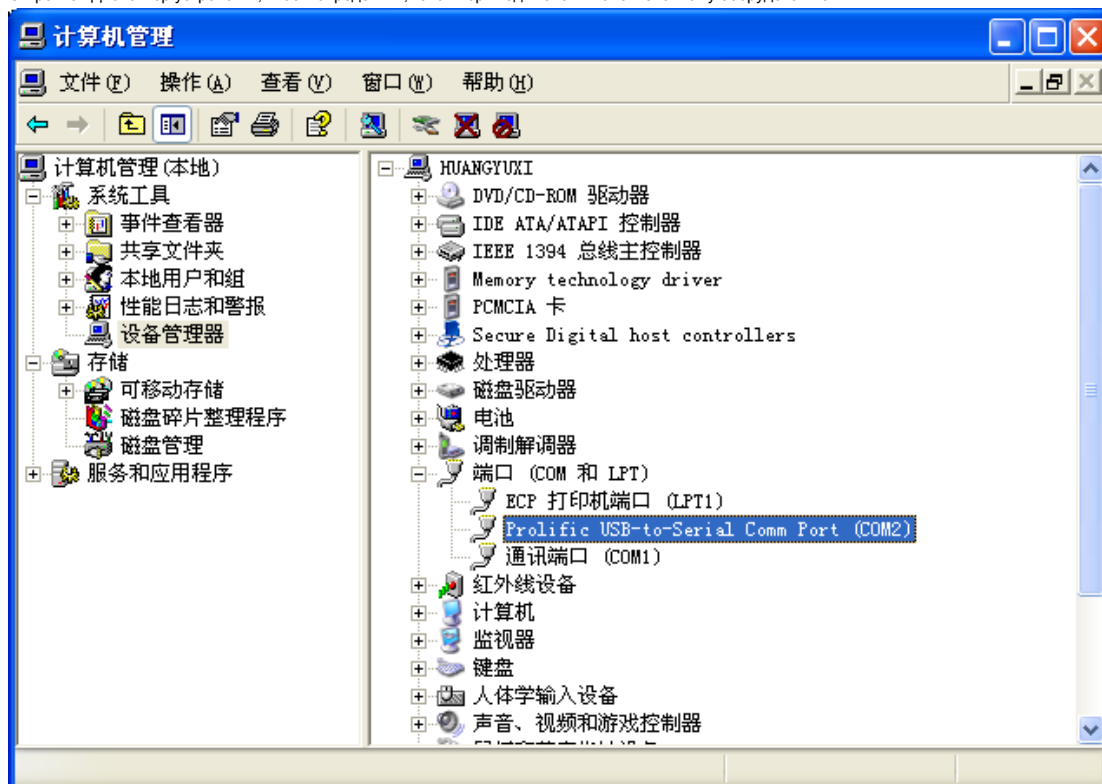 计算机管理
文件(F) 操作(A) 查看(V) 窗口(W) 帮助(H)
计算机管理(本地)
系统工具
事件查看器
共享文件夹
本地用户和组
性能日志和警报
设备管理器
存储
可移动存储
磁盘碎片整理程序
磁盘管理
服务和应用程序
HUANGYUXI
DVD/CD-ROM 驱动器
IDE ATA/ATAPI 控制器
IEEE 1394 总线主控制器
Memory technology driver
PCMCIA 卡
Secure Digital host controllers
处理器
磁盘驱动器
电池
调制解调器
端口 (COM 和 LPT)
ECP 打印机端口 (LPT1)
Prolific USB-to-Serial Comm Port (COM2)
通讯端口 (COM1)
红外线设备
计算机
监视器
键盘
人体学输入设备
声音、视频和游戏控制器